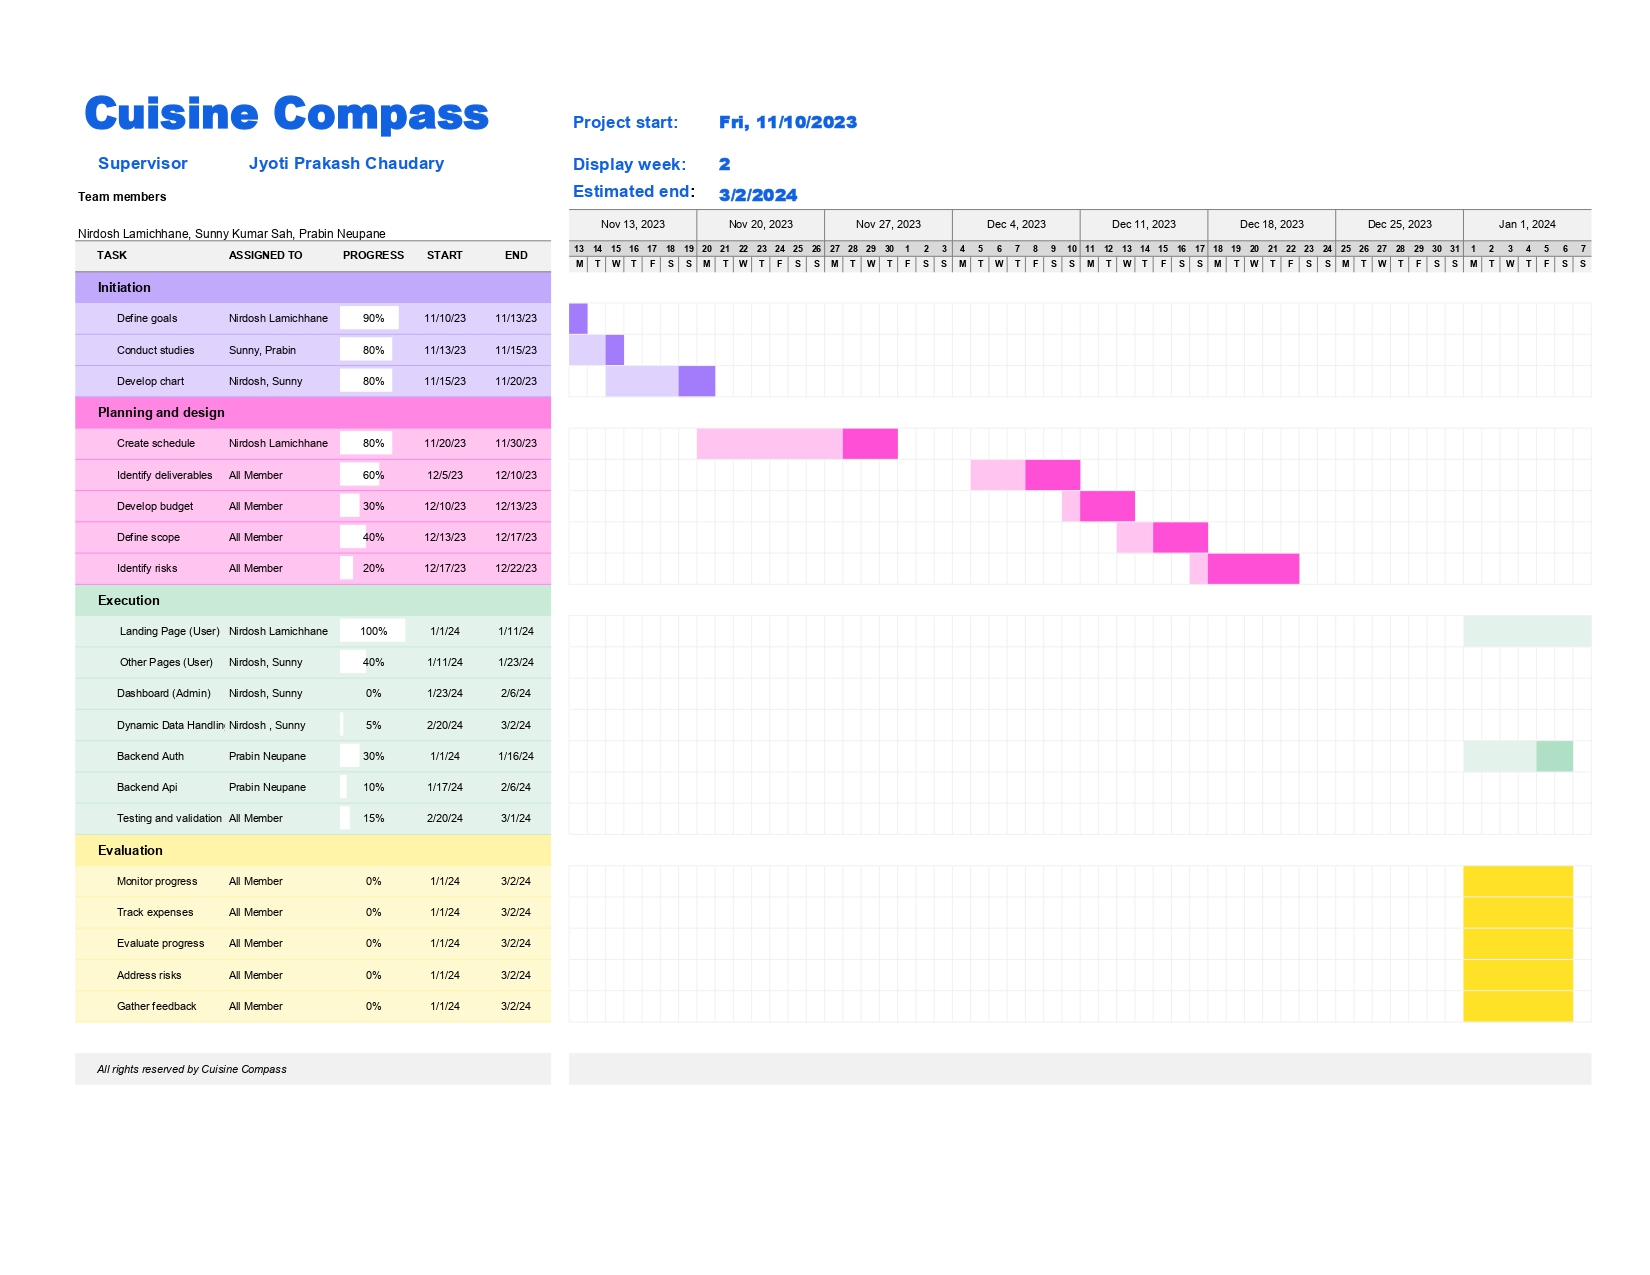 Cuisine Compass
Project start: Fri, 11/10/2023
Supervisor Jyoti Prakash Chaudary
Display week: 2
Estimated end: 3/2/2024
Team members
Nirdosh Lamichhane, Sunny Kumar Sah, Prabin Neupane
Nov 13, 2023 Nov 20, 2023 Nov 27, 2023 Dec 4, 2023 Dec 11, 2023 Dec 18, 2023 Dec 25, 2023 Jan 1, 2024
13 14 15 16 17 18 19 20 21 22 23 24 25 26 27 28 29 30 1 2 3 4 5 6 7 8 9 10 11 12 13 14 15 16 17 18 19 20 21 22 23 24 25 26 27 28 29 30 31 1 2 3 4 5 6 7
M T W T F S S M T W T F S S M T W T F S S M T W T F S S M T W T F S S M T W T F S S M T W T F S S M T W T F S S
TASK ASSIGNED TO PROGRESS START END
Initiation
Define goals Nirdosh Lamichhane 90% 11/10/23 11/13/23
Conduct studies Sunny, Prabin 80% 11/13/23 11/15/23
Develop chart Nirdosh, Sunny 80% 11/15/23 11/20/23
Planning and design
Create schedule Nirdosh Lamichhane 80% 11/20/23 11/30/23
Identify deliverables All Member 60% 12/5/23 12/10/23
Develop budget All Member 30% 12/10/23 12/13/23
Define scope All Member 40% 12/13/23 12/17/23
Identify risks All Member 20% 12/17/23 12/22/23
Execution
Landing Page (User) Nirdosh Lamichhane 100% 1/1/24 1/11/24
Other Pages (User) Nirdosh, Sunny 40% 1/11/24 1/23/24
Dashboard (Admin) Nirdosh, Sunny 0% 1/23/24 2/6/24
Dynamic Data Handlin Nirdosh , Sunny 5% 2/20/24 3/2/24
Backend Auth Prabin Neupane 30% 1/1/24 1/16/24
Backend Api Prabin Neupane 10% 1/17/24 2/6/24
Testing and validation All Member 15% 2/20/24 3/1/24
Evaluation
Monitor progress All Member 0% 1/1/24 3/2/24
Track expenses All Member 0% 1/1/24 3/2/24
Evaluate progress All Member 0% 1/1/24 3/2/24
Address risks All Member 0% 1/1/24 3/2/24
Gather feedback All Member 0% 1/1/24 3/2/24
All rights reserved by Cuisine Compass